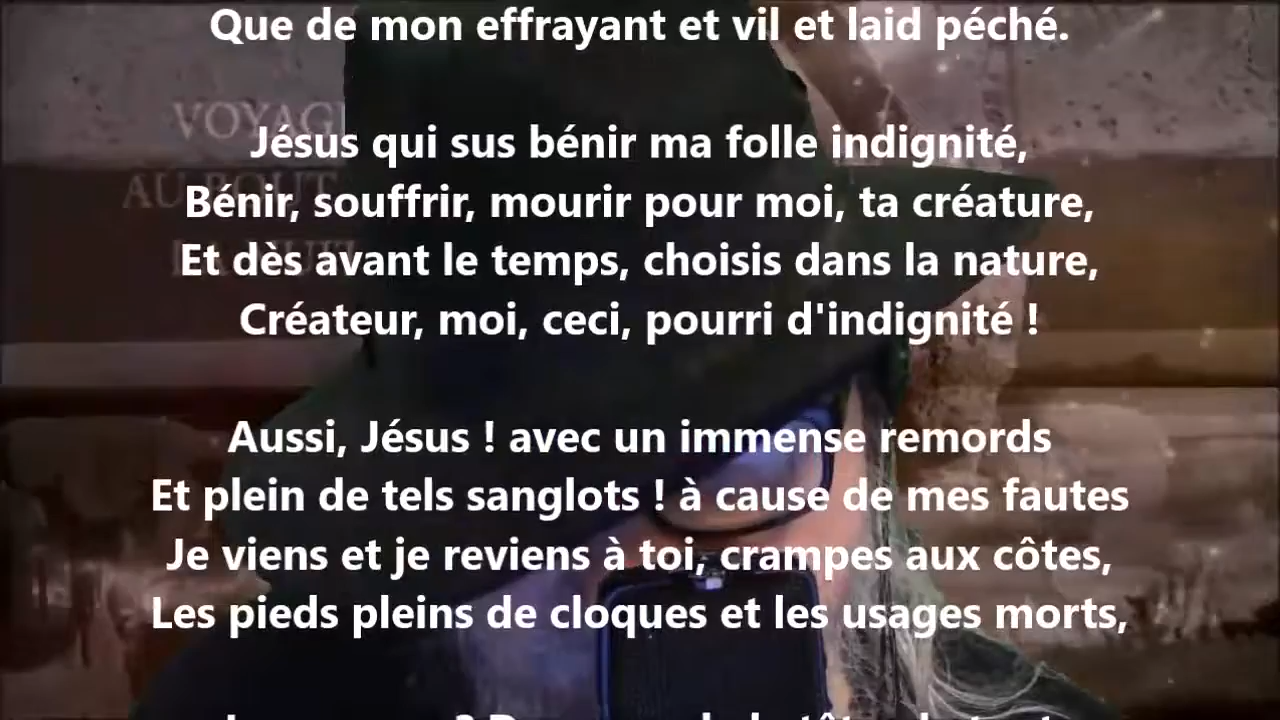 Que de mon effrayant et vil et laid péché.
VOYAG
AU BOUT
Jésus qui sus bénir ma folle indignité,
Bénir, souffrir, mourir pour moi, ta créature,
Et dès avant le temps, choisis dans la nature,
Créateur, moi, ceci, pourri d'indignité !
Aussi, Jésus ! avec un immense remords
Et plein de tels sanglots ! à cause de mes fautes
Je viens et je reviens à toi, crampes aux côtes,
Les pieds pleins de cloques et les usages morts,